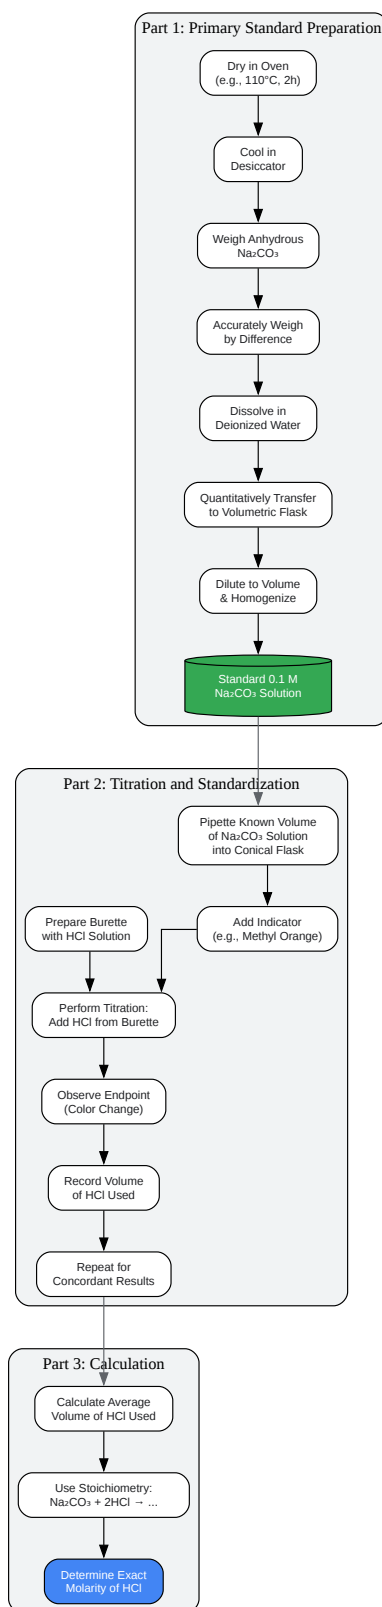 Part 1: Primary Standard Preparation
Dry in Oven
(e.g., 110°C, 2h)
Cool in
Desiccator
Weigh Anhydrous
Na₂CO₃
Accurately Weigh
by Difference
Dissolve in
Deionized Water
Quantitatively Transfer
to Volumetric Flask
Dilute to Volume
& Homogenize
Standard 0.1 M
Na₂CO₃ Solution
Part 2: Titration and Standardization
Pipette Known Volume
of Na₂CO₃ Solution
into Conical Flask
Prepare Burette
with HCl Solution
Add Indicator
(e.g., Methyl Orange)
Perform Titration:
Add HCl from Burette
Observe Endpoint
(Color Change)
Record Volume
of HCl Used
Repeat for
Concordant Results
Part 3: Calculation
Calculate Average
Volume of HCl Used
Use Stoichiometry:
Na₂CO₃ + 2HCl → ...
Determine Exact
Molarity of HCl